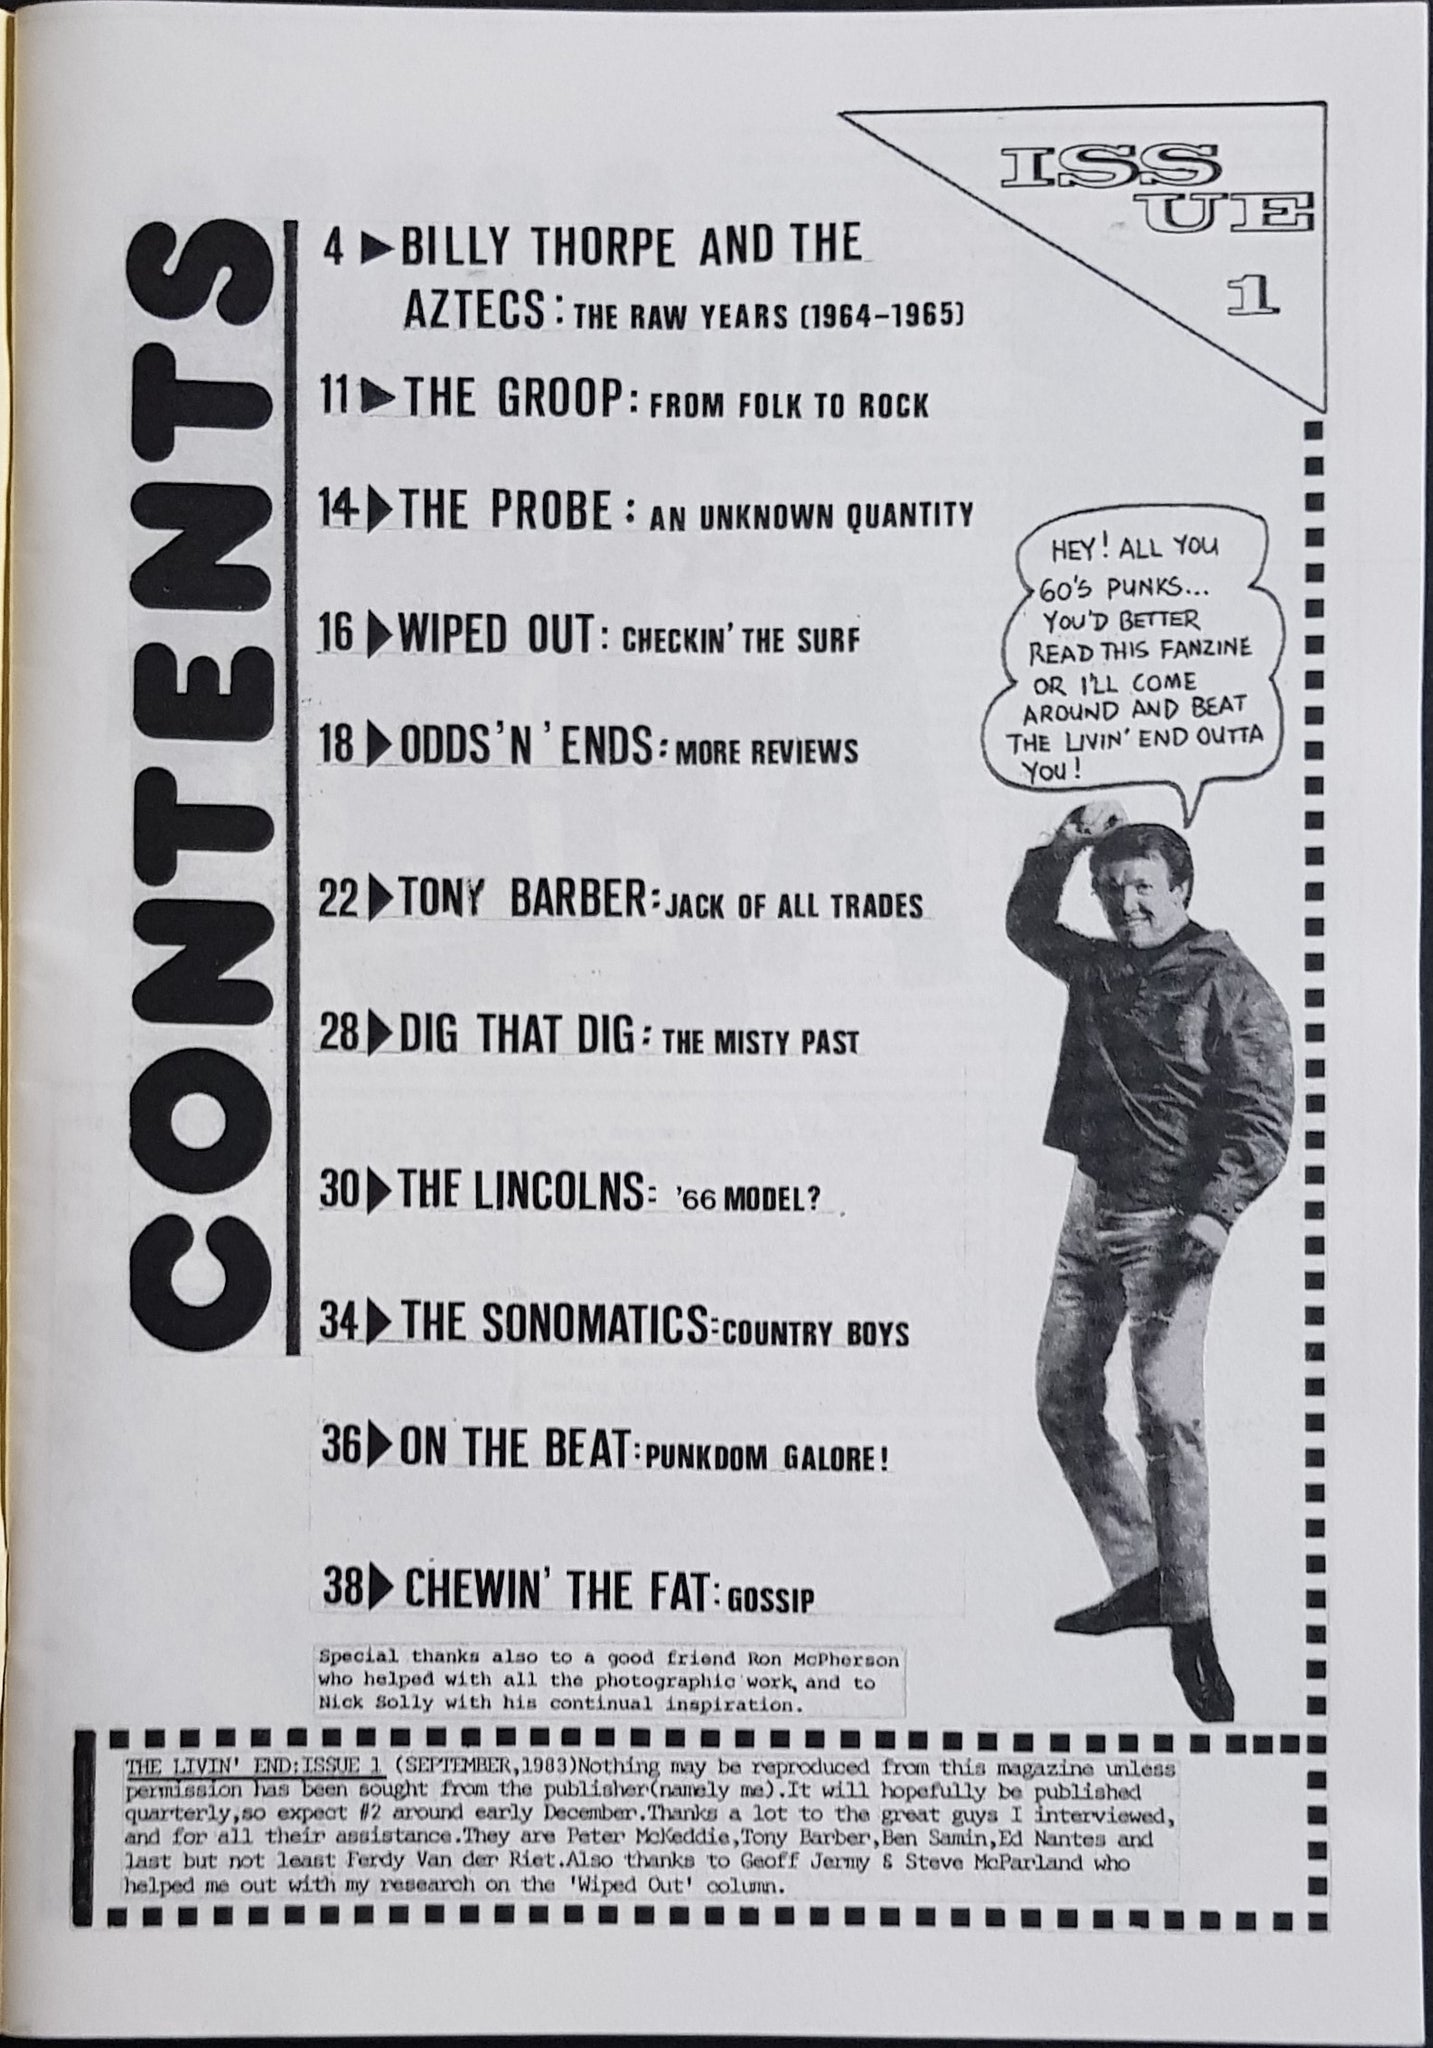 ISS
UE
1
CONTENTS
4 ▶ BILLY THORPE AND THE
AZTECS: THE RAW YEARS (1964-1965)
11 ▶ THE GROOP: FROM FOLK TO ROCK
14 ▶ THE PROBE: AN UNKNOWN QUANTITY
16 ▶ WIPED OUT: CHECKIN' THE SURF
18 ▶ ODDS 'N' ENDS: MORE REVIEWS
22 ▶ TONY BARBER: JACK OF ALL TRADES
28 ▶ DIG THAT DIG: THE MISTY PAST
30 ▶ THE LINCOLNS: '66 MODEL?
34 ▶ THE SONOMATICS: COUNTRY BOYS
36 ▶ ON THE BEAT: PUNKDOM GALORE!
38 ▶ CHEWIN' THE FAT: GOSSIP
HEY! ALL YOU
60'S PUNKS...
YOU'D BETTER
READ THIS FANZINE
OR I'LL COME
AROUND AND BEAT
THE LIVIN' END OUTTA
YOU!
Special thanks also to a good friend Ron McPherson
who helped with all the photographic work, and to
Nick Solly with his continual inspiration.
THE LIVIN' END:ISSUE 1 (SEPTEMBER,1983)Nothing may be reproduced from this magazine unless
permission has been sought from the publisher(namely me).It will hopefully be published
quarterly,so expect #2 around early December.Thanks a lot to the great guys I interviewed,
and for all their assistance.They are Peter McKeddie,Tony Barber,Ben Samin,Ed Nantes and
last but not least Ferdy Van der Riet.Also thanks to Geoff Jermy & Steve McParland who
helped me out with my research on the 'Wiped Out' column.